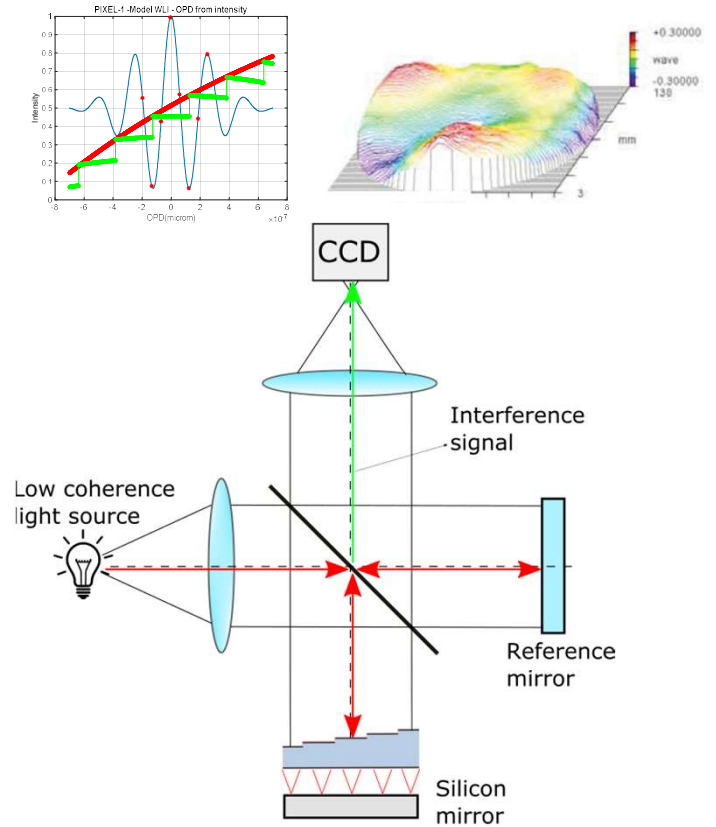 PIXEL-1 -Model WLI - OPD from intensity
1
0.9
0.8
0.7
0.6
0.5
0.4
0.3
0.2
0.1
0
Intensity
-8
-6
-4
-2
0
2
4
6
8
OPD(microm)
×10⁻⁷
+0.30000
wave
-0.30000
138
mm
3
CCD
Interference
signal
Low coherence
light source
Reference
mirror
Silicon
mirror